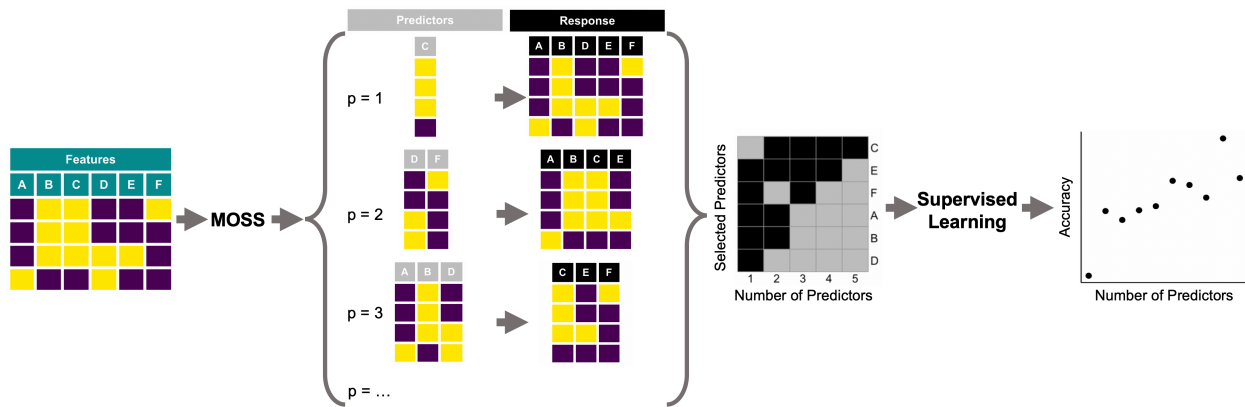 Features
A B C D E F
MOSS
Predictors
Response
p = 1
C
A B D E F
p = 2
D F
A B C E
p = 3
A B D
C E F
p = ...
Selected Predictors
C
E
F
A
B
D
1 2 3 4 5
Number of Predictors
Supervised
Learning
Accuracy
Number of Predictors